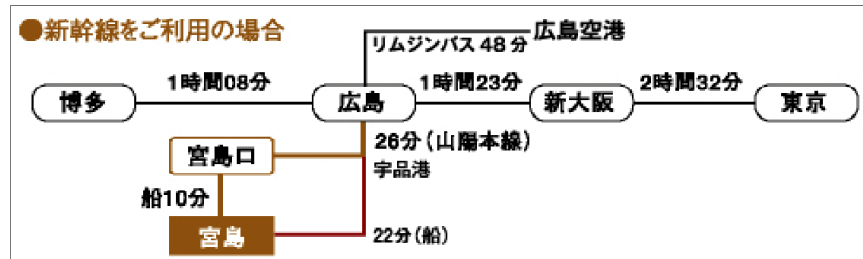 ●新幹線をご利用の場合
リムジンバス 48分 広島空港
博多 1時間08分 広島 1時間23分 新大阪 2時間32分 東京
宮島口 26分(山陽本線)
宇品港
船10分
宮島 22分(船)